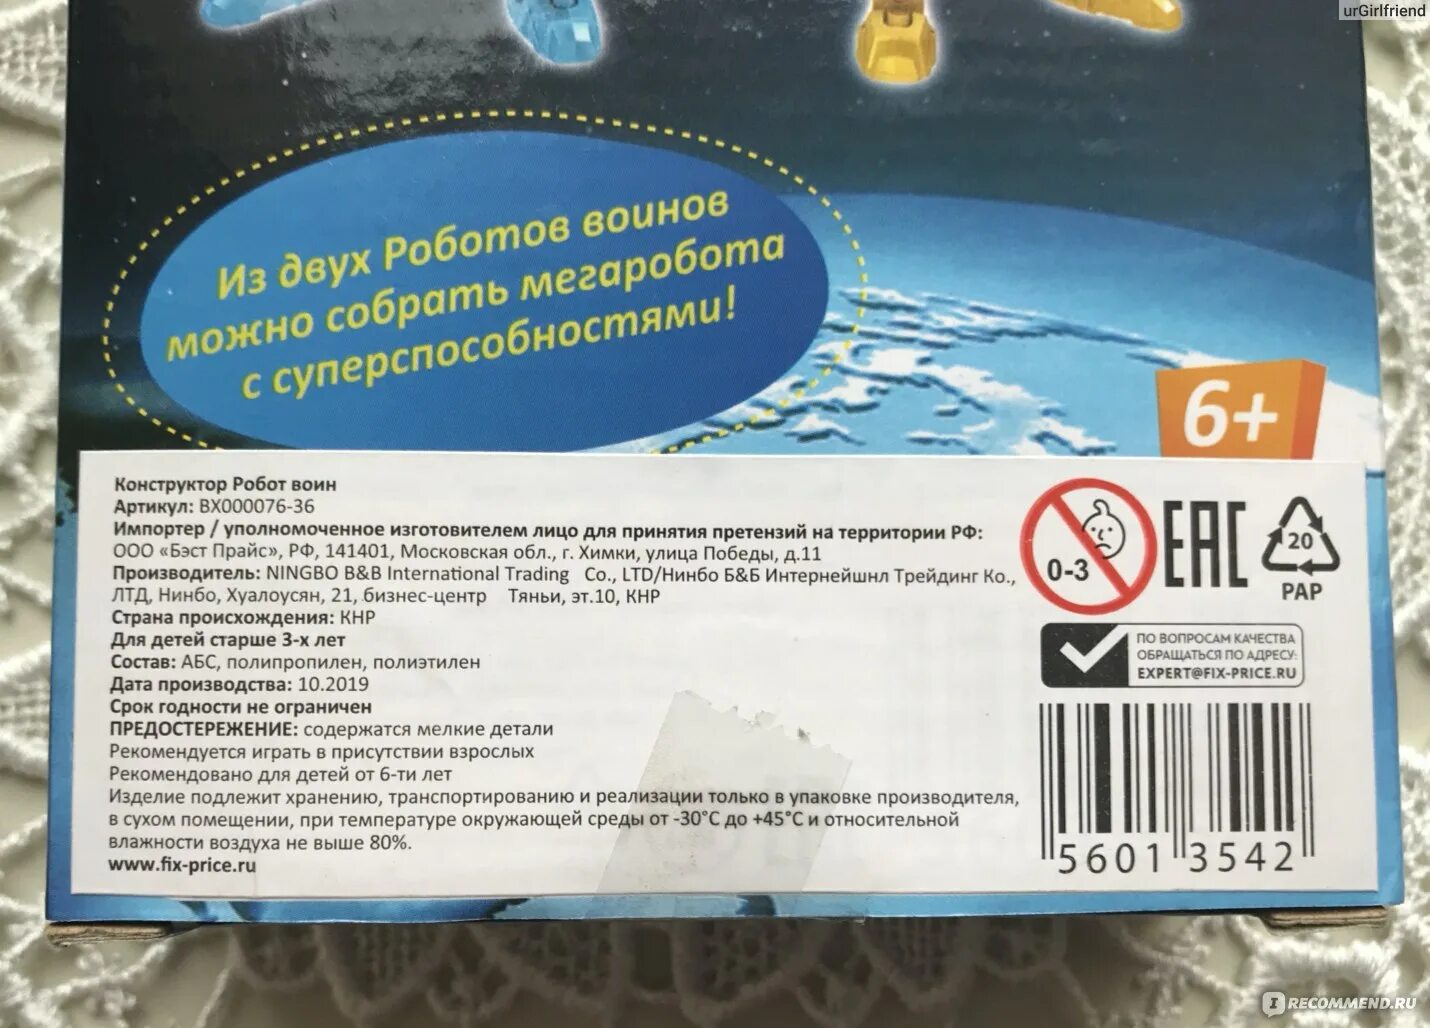 urGirlfriend
Из двух Роботов воинов
можно собрать мегаробота
с суперспособностями!
6+
Конструктор Робот воин
Артикул: BX000076-36
Импортер / уполномоченное изготовителем лицо для принятия претензий на территории РФ:
ООО «Бэст Прайс», РФ, 141401, Московская обл., г. Химки, улица Победы, д.11
Производитель: NINGBO B&B International Trading Co., LTD/Нинбо Б&Б Интернейшнл Трейдинг Ко.,
ЛТД, Нинбо, Хуалоусян, 21, бизнес-центр Тяньи, эт.10, КНР
Страна происхождения: КНР
Для детей старше 3-х лет
Состав: АБС, полипропилен, полиэтилен
Дата производства: 10.2019
Срок годности не ограничен
ПРЕДОСТЕРЕЖЕНИЕ: содержатся мелкие детали
Рекомендуется играть в присутствии взрослых
Рекомендовано для детей от 6-ти лет
Изделие подлежит хранению, транспортированию и реализации только в упаковке производителя,
в сухом помещении, при температуре окружающей среды от -30°C до +45°C и относительной
влажности воздуха не выше 80%.
www.fix-price.ru
0-3
EAC
20
PAP
ПО ВОПРОСАМ КАЧЕСТВА
ОБРАЩАТЬСЯ ПО АДРЕСУ:
EXPERT@FIX-PRICE.RU
5601 3542
IRECOMMEND.RU